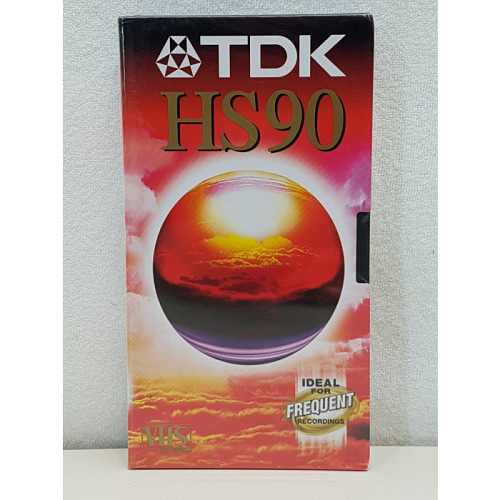 TDK
HS90
IDEAL
FOR
FREQUENT
RECORDINGS
VHS